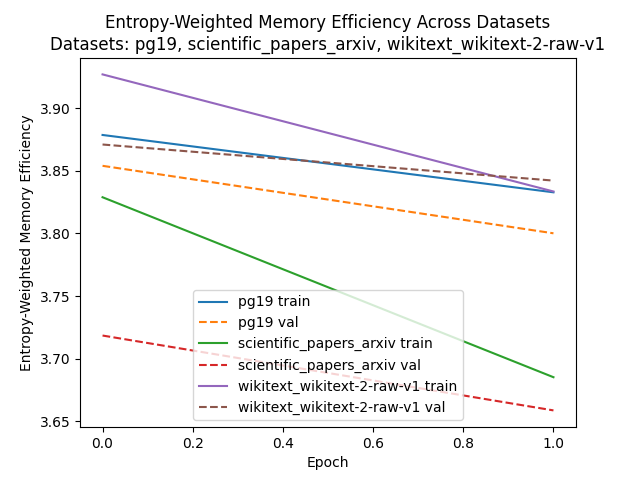 Entropy-Weighted Memory Efficiency Across Datasets
Datasets: pg19, scientific_papers_arxiv, wikitext_wikitext-2-raw-v1
Entropy-Weighted Memory Efficiency
3.90
3.85
3.80
3.75
3.70
3.65
pg19 train
pg19 val
scientific_papers_arxiv train
scientific_papers_arxiv val
wikitext_wikitext-2-raw-v1 train
wikitext_wikitext-2-raw-v1 val
0.0 0.2 0.4 0.6 0.8 1.0
Epoch